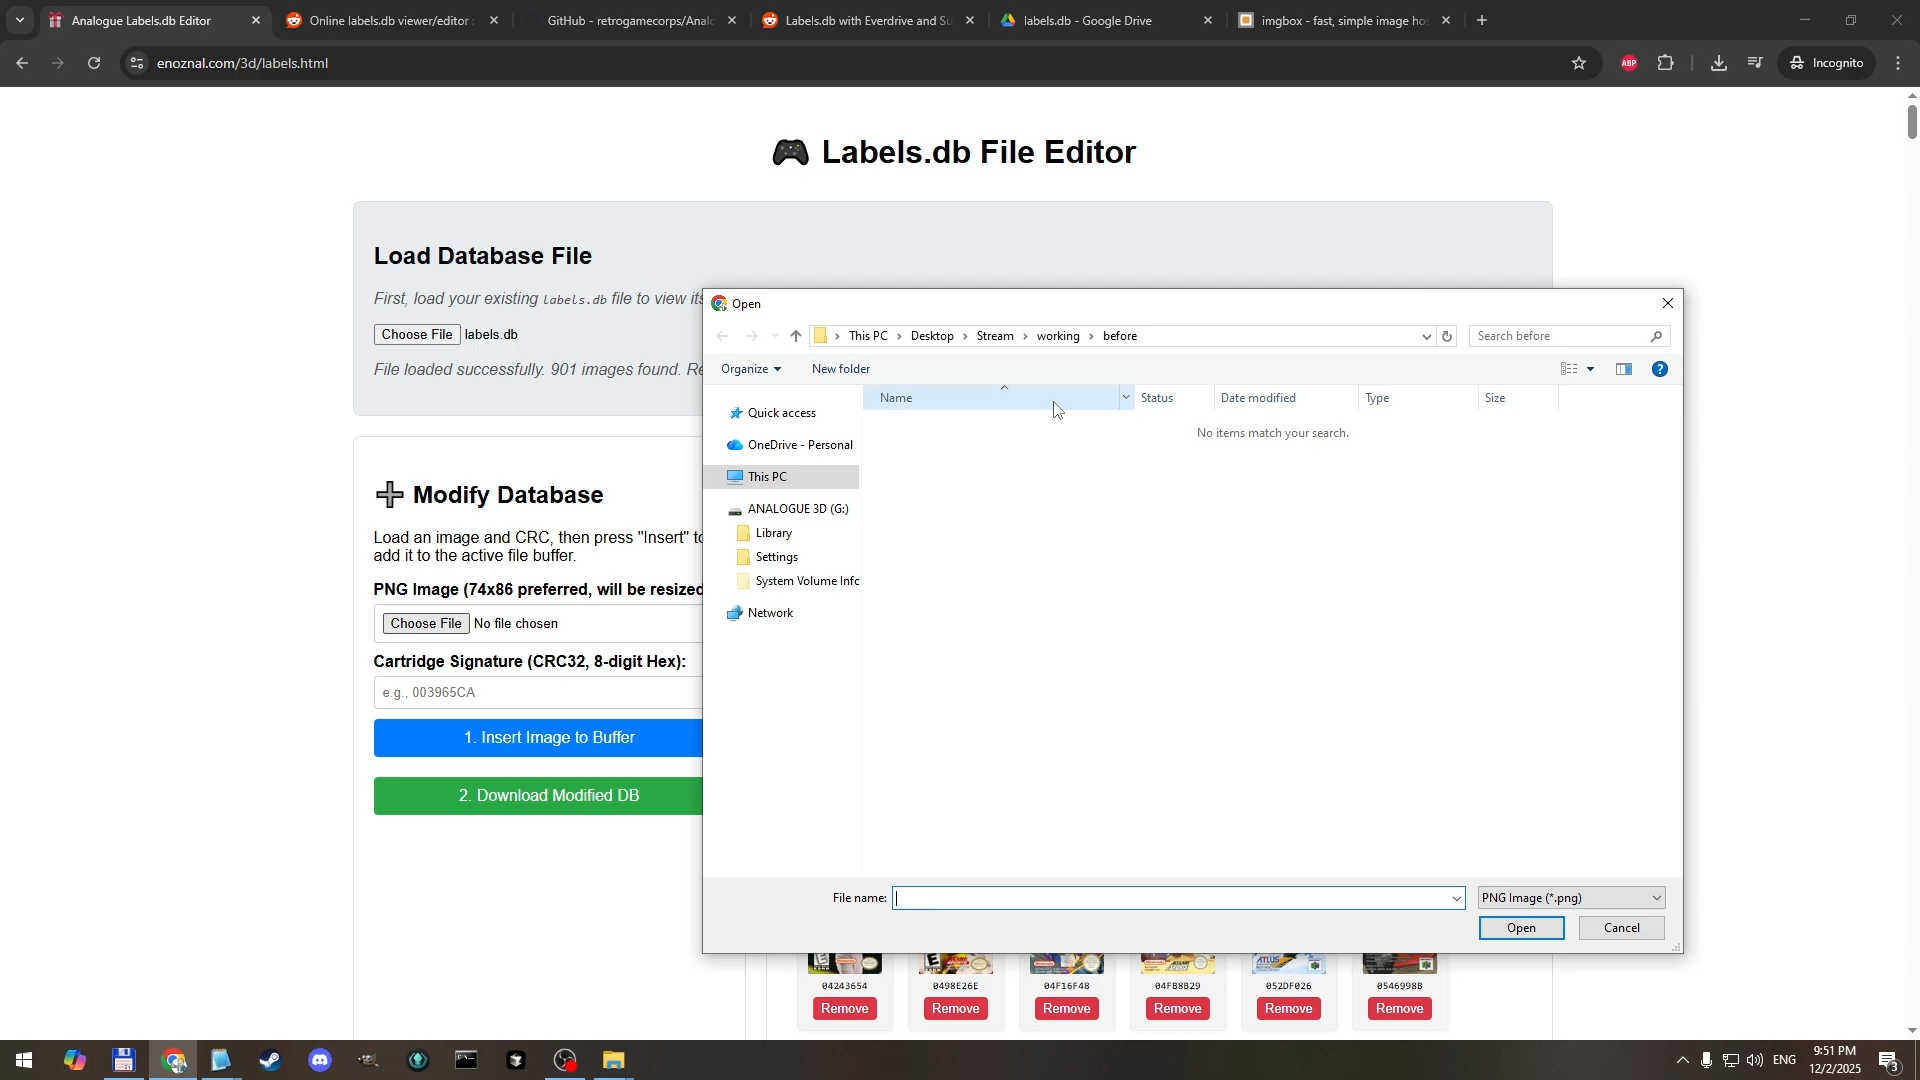 Analogue Labels.db Editor
Online labels.db viewer/editor
GitHub - retrogamecorps/Analo
Labels.db with Everdrive and Su
labels.db - Google Drive
imgbox - fast, simple image hos
enoznal.com/3d/labels.html
ABP
Incognito
Labels.db File Editor
Load Database File
First, load your existing labels.db file to view its
Choose File labels.db
File loaded successfully. 901 images found. Re
Modify Database
Load an image and CRC, then press "Insert" to
add it to the active file buffer.
PNG Image (74x86 preferred, will be resized
Choose File No file chosen
Cartridge Signature (CRC32, 8-digit Hex):
e.g., 003965CA
1. Insert Image to Buffer
2. Download Modified DB
Open
This PC > Desktop > Stream > working > before
Search before
Organize
New folder
Name Status Date modified Type Size
No items match your search.
Quick access
OneDrive - Personal
This PC
ANALOGUE 3D (G:)
Library
Settings
System Volume Info
Network
File name:
PNG Image (*.png)
Open
Cancel
04243654 0498E26E 04F16F48 04FB8B29 052DF026 0546998B
Remove Remove Remove Remove Remove Remove
ENG
9:51 PM
12/2/2025
3